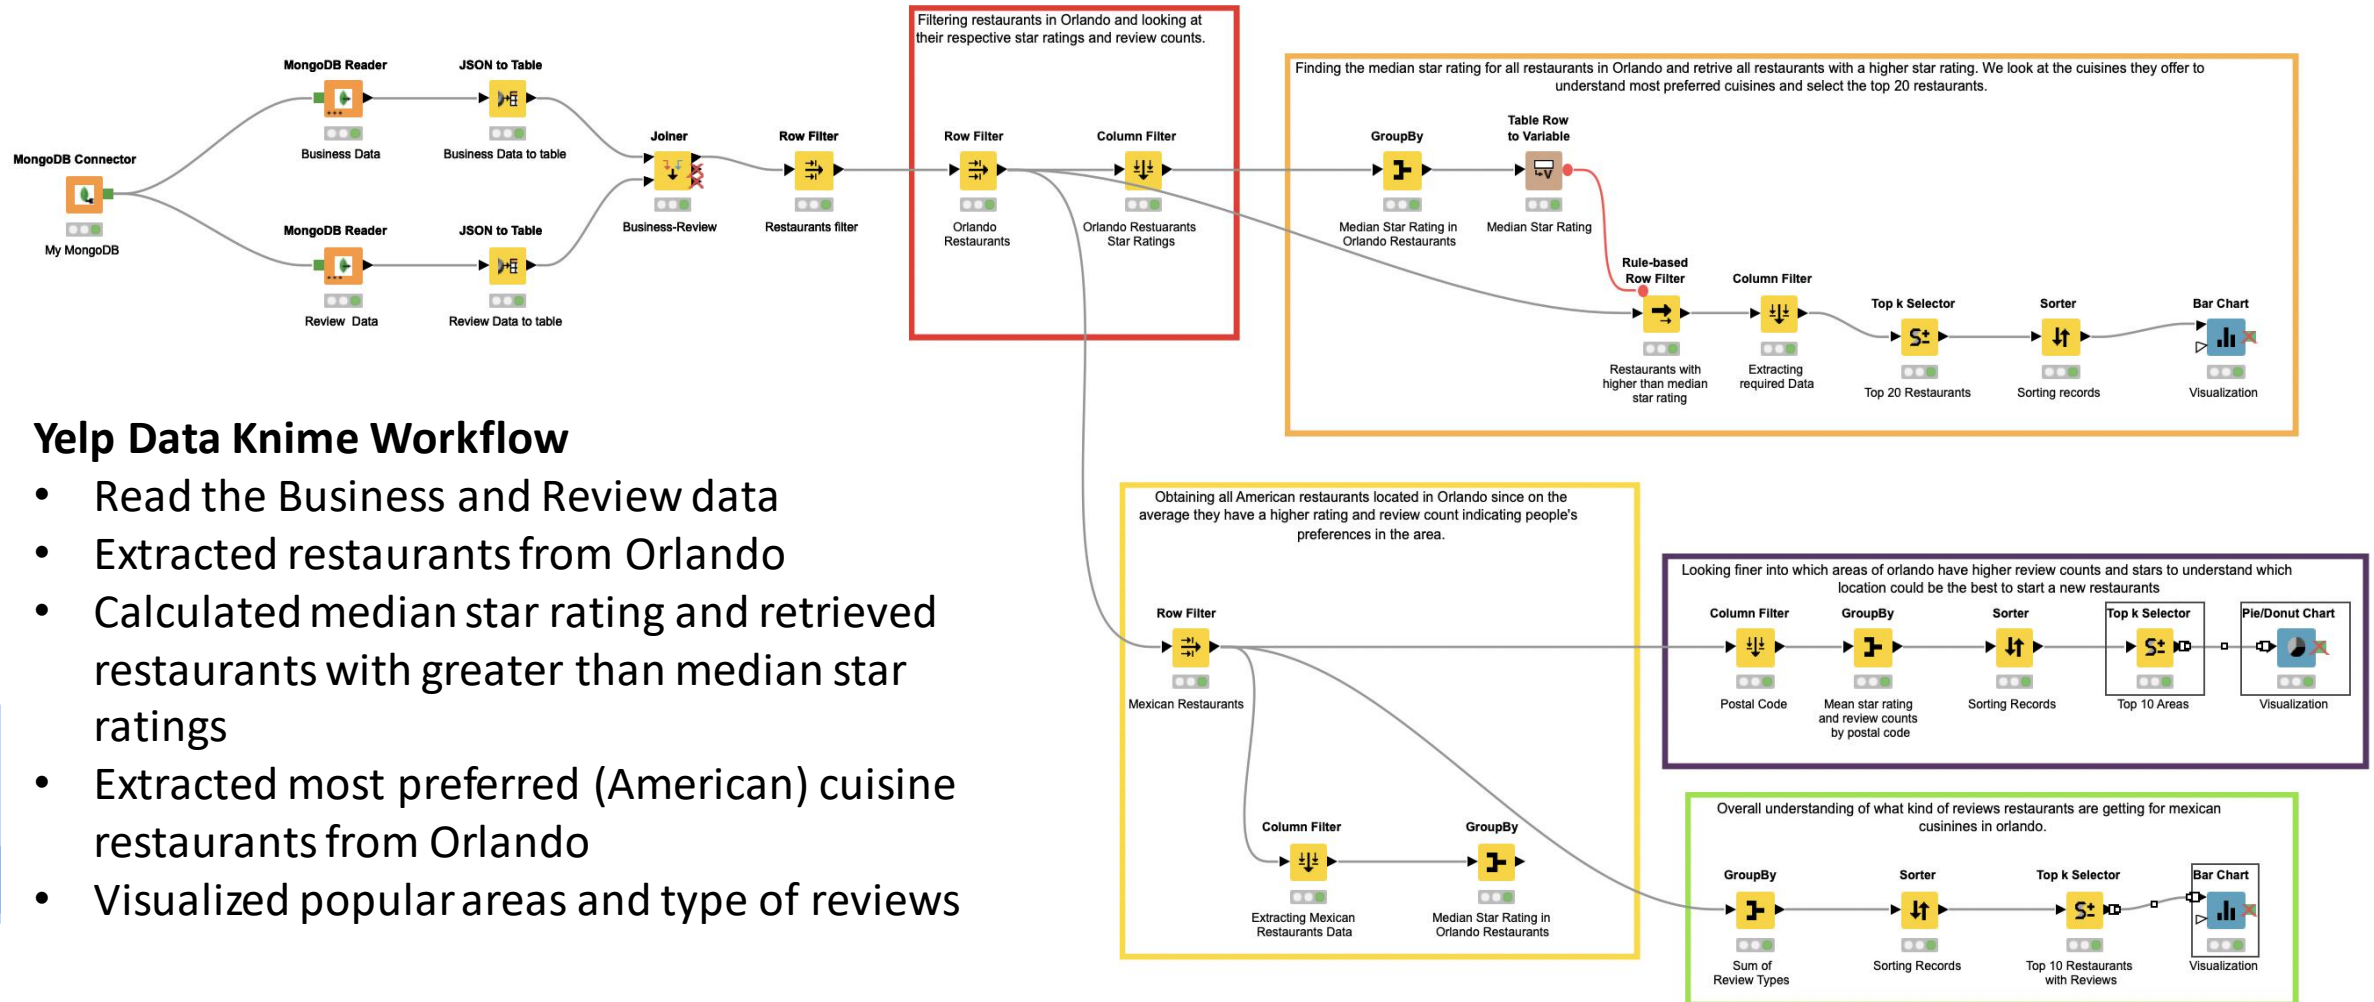 Filtering restaurants in Orlando and looking at
their respective star ratings and review counts.
Finding the median star rating for all restaurants in Orlando and retrive all restaurants with a higher star rating. We look at the cuisines they offer to
understand most preferred cuisines and select the top 20 restaurants.
MongoDB Connector
My MongoDB
MongoDB Reader
Business Data
JSON to Table
Business Data to table
MongoDB Reader
Review Data
JSON to Table
Review Data to table
Joiner
Business-Review
Row Filter
Restaurants filter
Row Filter
Orlando
Restaurants
Column Filter
Orlando Restuarants
Star Ratings
GroupBy
Median Star Rating in
Orlando Restaurants
Table Row
to Variable
Median Star Rating
Rule-based
Row Filter
Restaurants with
higher than median
star rating
Column Filter
Extracting
required Data
Top k Selector
Top 20 Restaurants
Sorter
Sorting records
Bar Chart
Visualization
Yelp Data Knime Workflow
• Read the Business and Review data
• Extracted restaurants from Orlando
• Calculated median star rating and retrieved
restaurants with greater than median star
ratings
• Extracted most preferred (American) cuisine
restaurants from Orlando
• Visualized popular areas and type of reviews
Obtaining all American restaurants located in Orlando since on the
average they have a higher rating and review count indicating people's
preferences in the area.
Row Filter
Mexican Restaurants
Column Filter
Extracting Mexican
Restaurants Data
GroupBy
Median Star Rating in
Orlando Restaurants
Looking finer into which areas of orlando have higher review counts and stars to understand which
location could be the best to start a new restaurants
Column Filter
Postal Code
GroupBy
Mean star rating
and review counts
by postal code
Sorter
Sorting Records
Top k Selector
Top 10 Areas
Pie/Donut Chart
Visualization
Overall understanding of what kind of reviews restaurants are getting for mexican
cusinines in orlando.
GroupBy
Sum of
Review Types
Sorter
Sorting Records
Top k Selector
Top 10 Restaurants
with Reviews
Bar Chart
Visualization